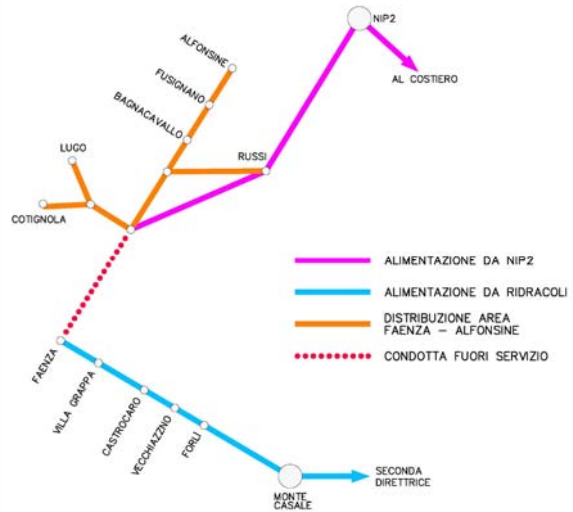 NIP2
AL COSTIERO
ALFONSINE
FUSIGNANO
BAGNACAVALLO
LUGO
RUSSI
COTIGNOLA
ALIMENTAZIONE DA NIP2
ALIMENTAZIONE DA RIDRACOLI
DISTRIBUZIONE AREA
FAENZA – ALFONSINE
CONDOTTA FUORI SERVIZIO
FAENZA
VILLA GRAPPA
CASTROCARO
VECCHIAZZNO
FORLI
MONTE
CASALE
SECONDA
DIRETTRICE